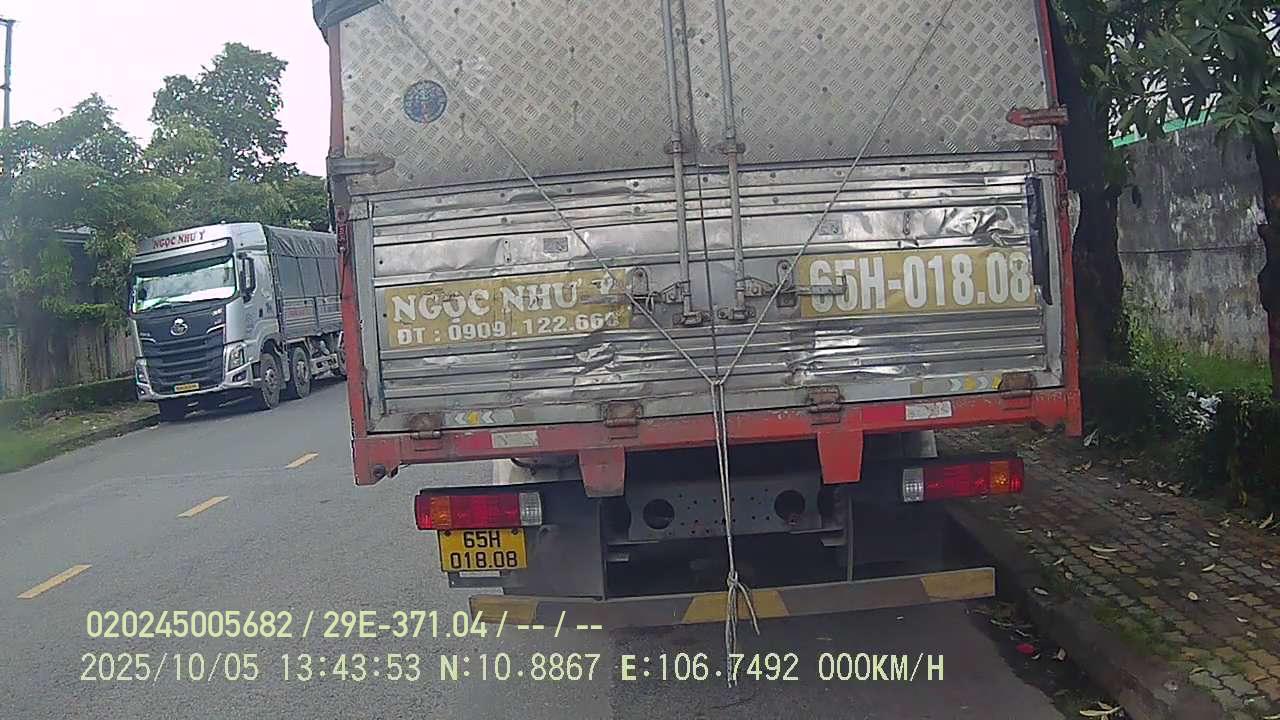 NGỌC NHƯ Ý
NGỌC NHƯ Ý
ĐT : 0909.122.666
65H-018.08
65H
018.08
020245005682 / 29E-371.04 / -- / --
2025/10/05 13:43:53 N:10.8867 E:106.7492 000KM/H